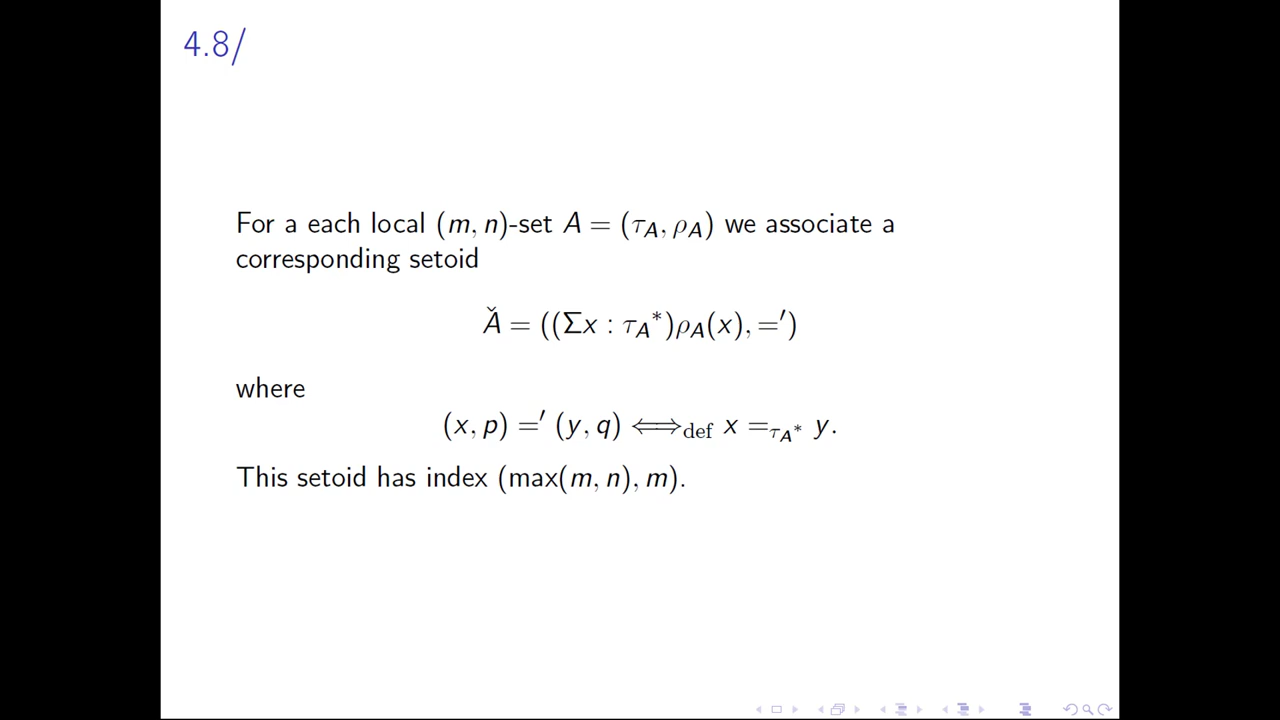 4.8/
For a each local (m, n)-set A = (τ_A, ρ_A) we associate a
corresponding setoid
Ǎ = ((Σx : τ_A*)ρ_A(x), =′)
where
(x, p) =′ (y, q) ⟺_def x =_{τ_A*} y.
This setoid has index (max(m, n), m).